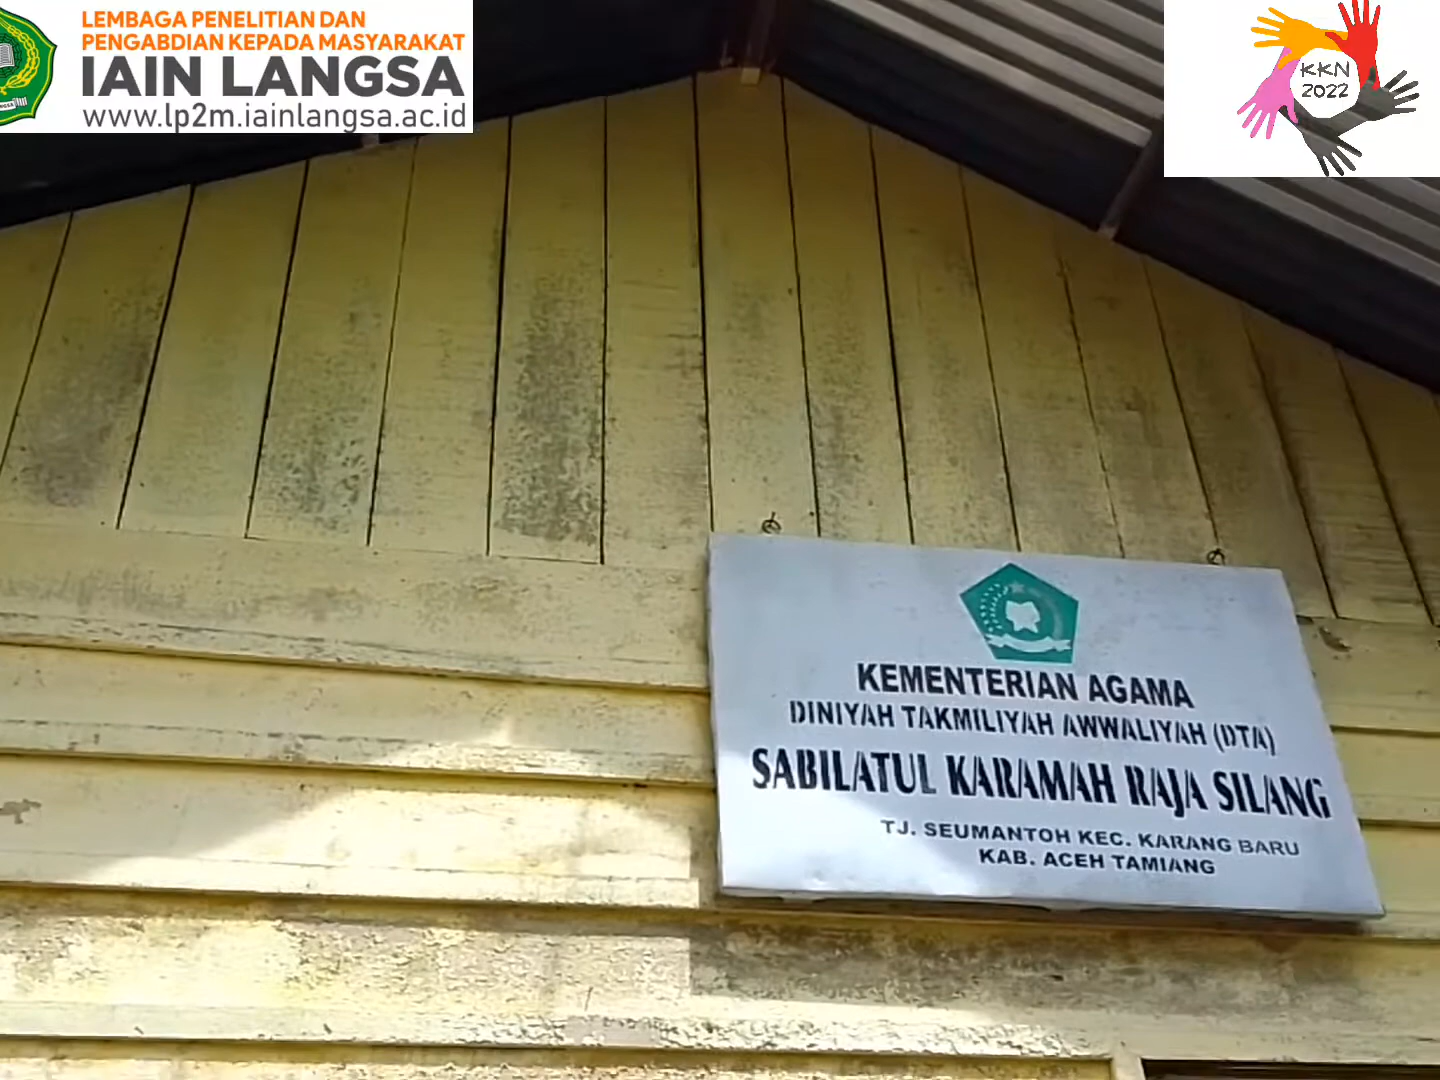 LEMBAGA PENELITIAN DAN
PENGABDIAN KEPADA MASYARAKAT
IAIN LANGSA
www.lp2m.iainlangsa.ac.id
KKN
2022
KEMENTERIAN AGAMA
DINIYAH TAKMILIYAH AWWALIYAH (DTA)
SABILATUL KARAMAH RAJA SILANG
TJ. SEUMANTOH KEC. KARANG BARU
KAB. ACEH TAMIANG